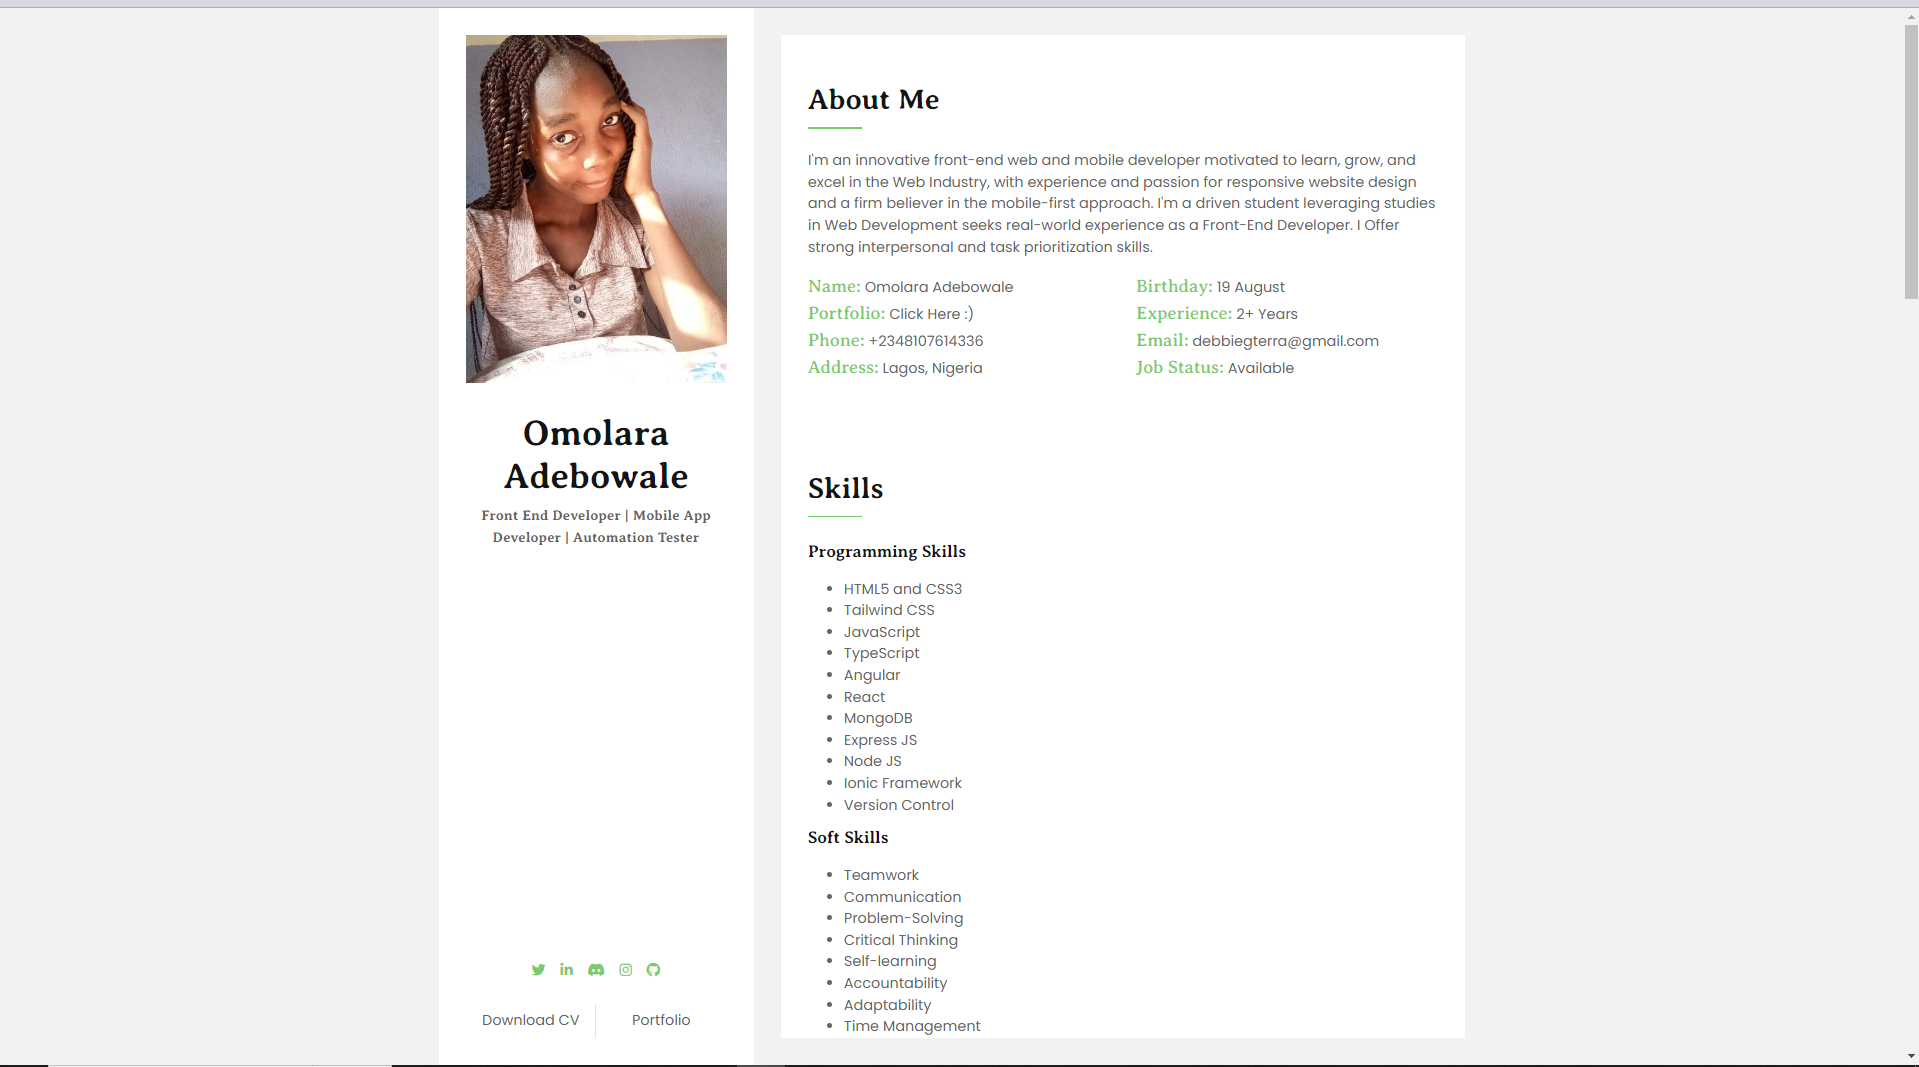 Omolara
Adebowale
Front End Developer | Mobile App
Developer | Automation Tester
Download CV
Portfolio
About Me
I'm an innovative front-end web and mobile developer motivated to learn, grow, and
excel in the Web Industry, with experience and passion for responsive website design
and a firm believer in the mobile-first approach. I'm a driven student leveraging studies
in Web Development seeks real-world experience as a Front-End Developer. I Offer
strong interpersonal and task prioritization skills.
Name: Omolara Adebowale
Birthday: 19 August
Portfolio: Click Here :)
Experience: 2+ Years
Phone: +2348107614336
Email: debbiegterra@gmail.com
Address: Lagos, Nigeria
Job Status: Available
Skills
Programming Skills
HTML5 and CSS3
Tailwind CSS
JavaScript
TypeScript
Angular
React
MongoDB
Express JS
Node JS
Ionic Framework
Version Control
Soft Skills
Teamwork
Communication
Problem-Solving
Critical Thinking
Self-learning
Accountability
Adaptability
Time Management